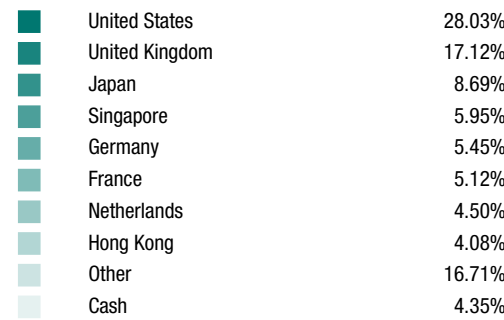 United States 28.03%
United Kingdom 17.12%
Japan 8.69%
Singapore 5.95%
Germany 5.45%
France 5.12%
Netherlands 4.50%
Hong Kong 4.08%
Other 16.71%
Cash 4.35%